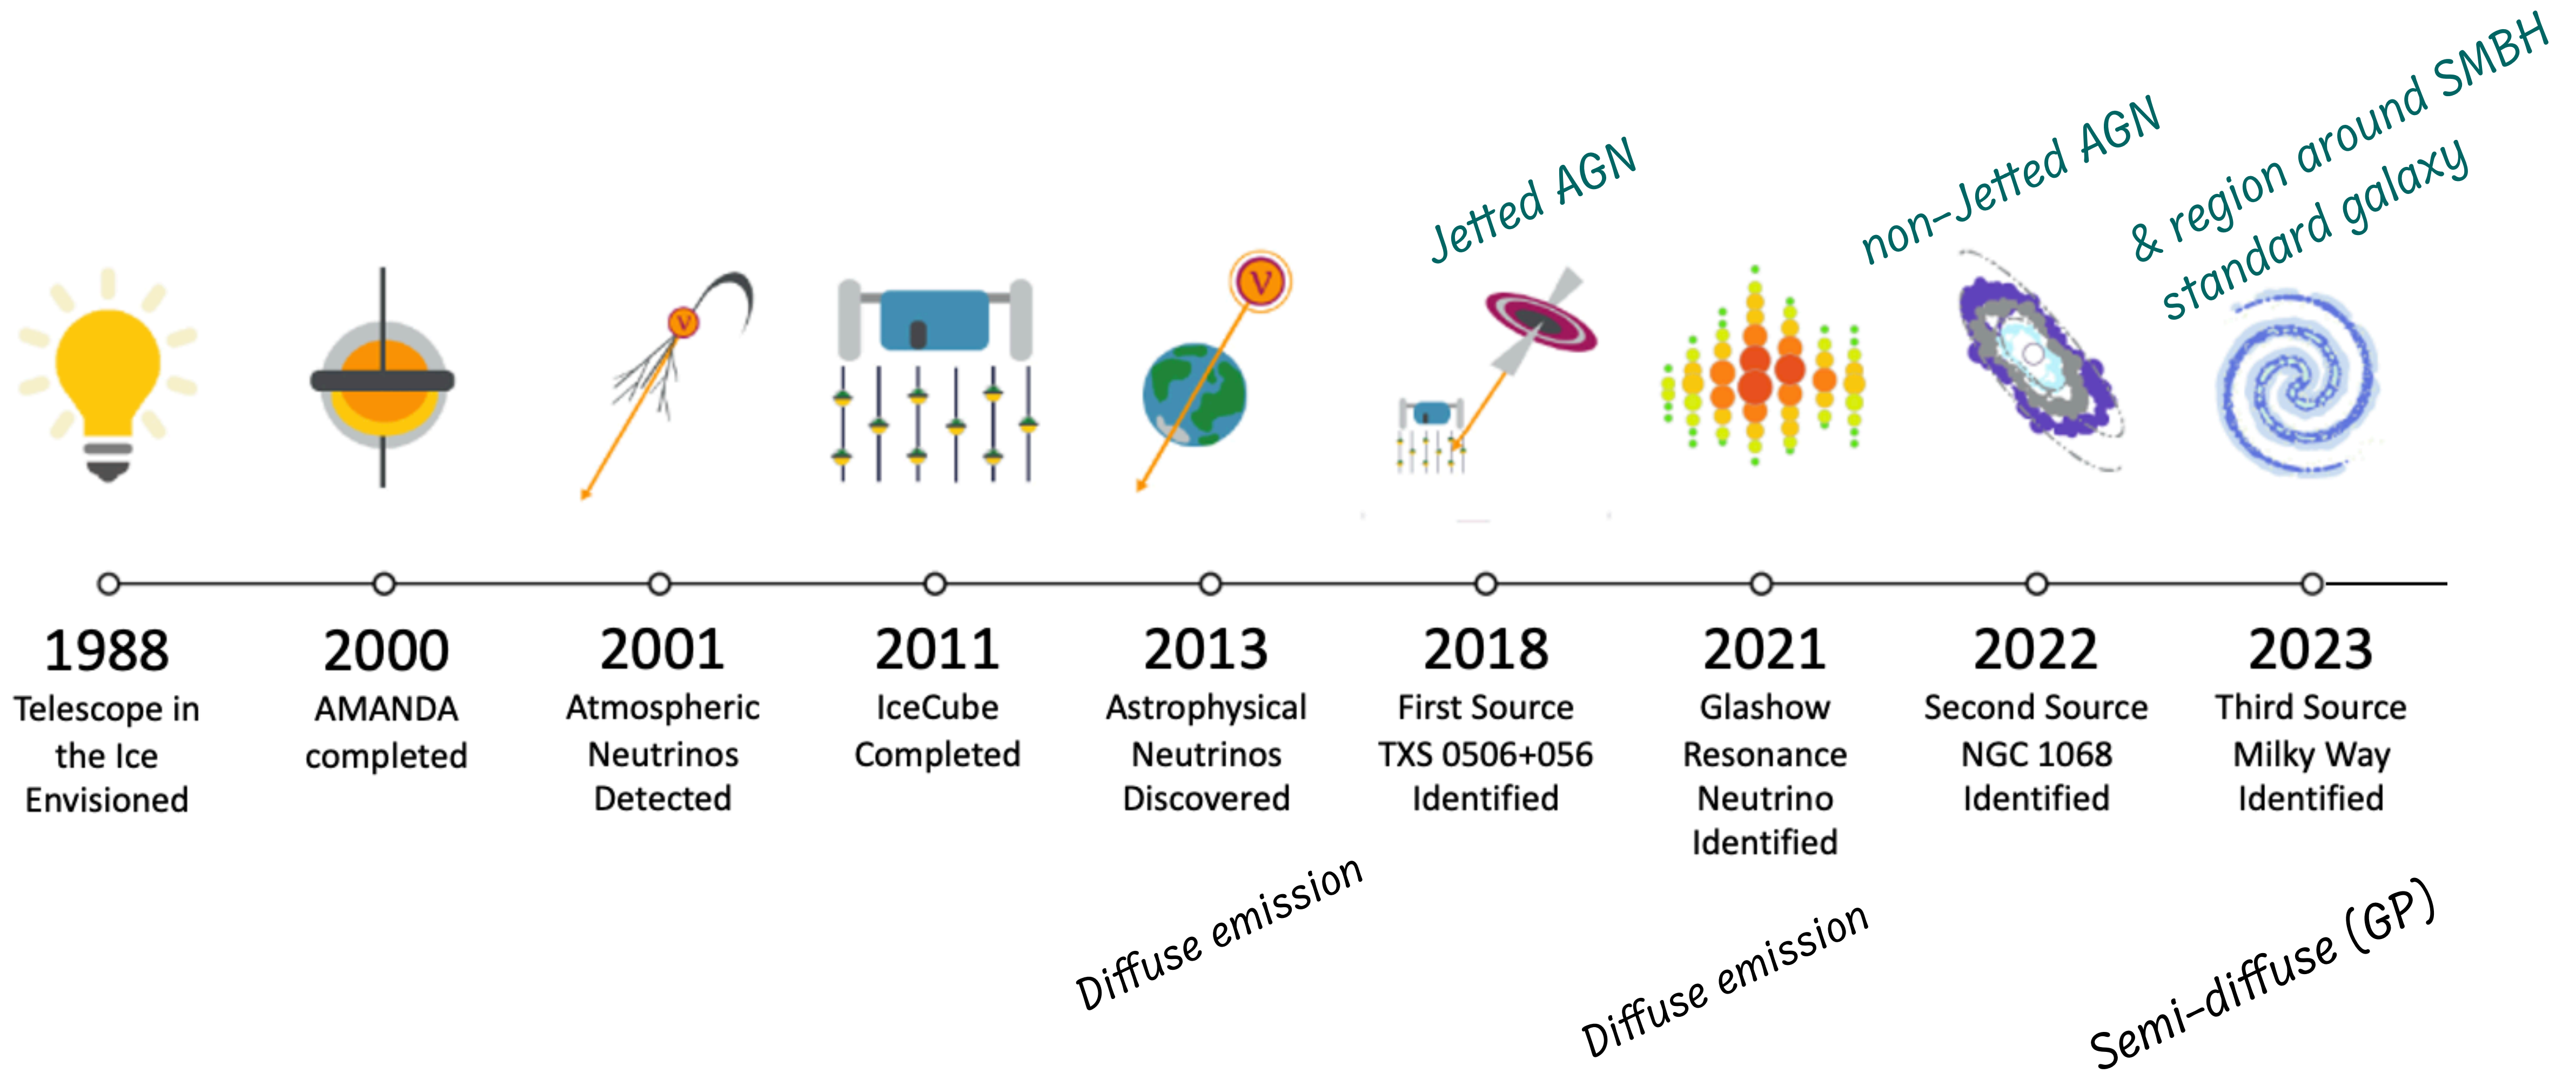 Jetted AGN
non-Jetted AGN
& region around SMBH
standard galaxy
ν
ν
1988
Telescope in
the Ice
Envisioned
2000
AMANDA
completed
2001
Atmospheric
Neutrinos
Detected
2011
IceCube
Completed
2013
Astrophysical
Neutrinos
Discovered
2018
First Source
TXS 0506+056
Identified
2021
Glashow
Resonance
Neutrino
Identified
2022
Second Source
NGC 1068
Identified
2023
Third Source
Milky Way
Identified
Diffuse emission
Diffuse emission
Semi-diffuse (GP)